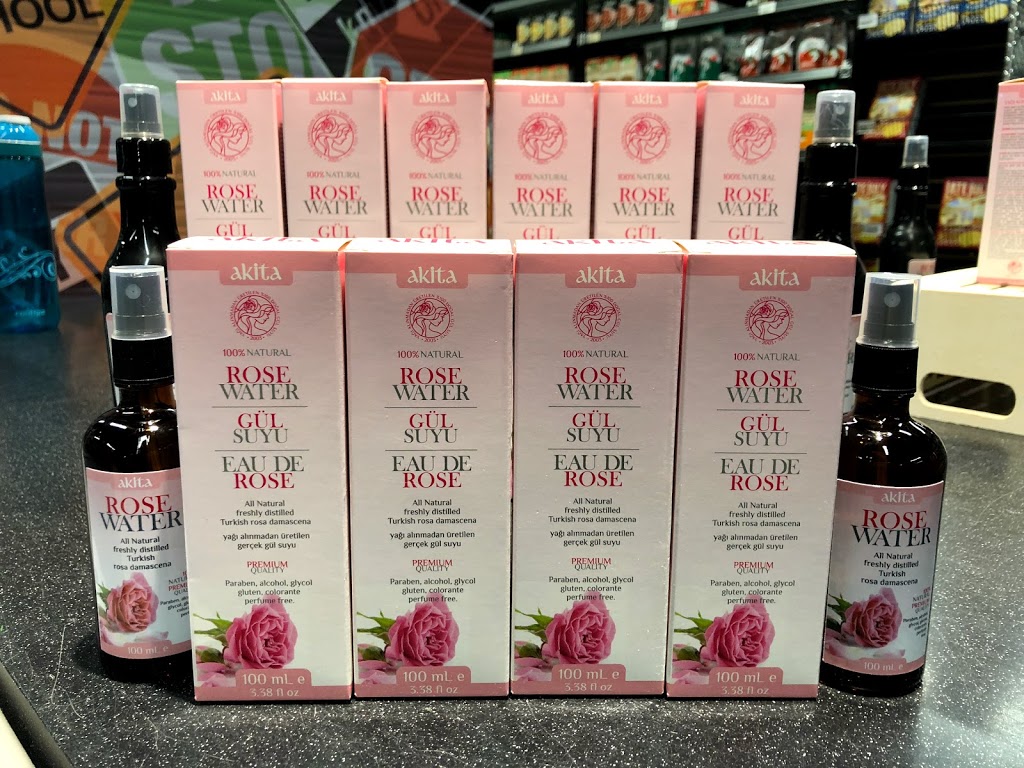 HOOL
STO
NOT
akita
100% NATURAL
ROSE
WATER
GÜL
akita
100% NATURAL
ROSE
WATER
GÜL
akita
100% NATURAL
ROSE
WATER
GÜL
akita
100% NATURAL
ROSE
WATER
GÜL
akita
100% NATURAL
ROSE
WATER
GÜL
akita
100% NATURAL
ROSE
WATER
GÜL
akita
100% NATURAL
ROSE
WATER
GÜL
SUYU
EAU DE
ROSE
All Natural
freshly distilled
Turkish rosa damascena
yağı alınmadan üretilen
gerçek gül suyu
PREMIUM
QUALITY
Paraben, alcohol, glycol
gluten, colorante
perfume free.
100 mL e
3.38 fl oz
akita
100% NATURAL
ROSE
WATER
GÜL
SUYU
EAU DE
ROSE
All Natural
freshly distilled
Turkish rosa damascena
yağı alınmadan üretilen
gerçek gül suyu
PREMIUM
QUALITY
Paraben, alcohol, glycol
gluten, colorante
perfume free.
100 mL e
3.38 fl oz
akita
100% NATURAL
ROSE
WATER
GÜL
SUYU
EAU DE
ROSE
All Natural
freshly distilled
Turkish rosa damascena
yağı alınmadan üretilen
gerçek gül suyu
PREMIUM
QUALITY
Paraben, alcohol, glycol
gluten, colorante
perfume free.
100 mL e
3.38 fl oz
akita
100% NATURAL
ROSE
WATER
GÜL
SUYU
EAU DE
ROSE
All Natural
freshly distilled
Turkish rosa damascena
yağı alınmadan üretilen
gerçek gül suyu
PREMIUM
QUALITY
Paraben, alcohol, glycol
gluten, colorante
perfume free.
100 mL e
3.38 fl oz
akita
ROSE
WATER
All Natural
freshly distilled
Turkish
rosa damascena
100 mL e
akita
ROSE
WATER
All Natural
freshly distilled
Turkish
rosa damascena
100 mL e